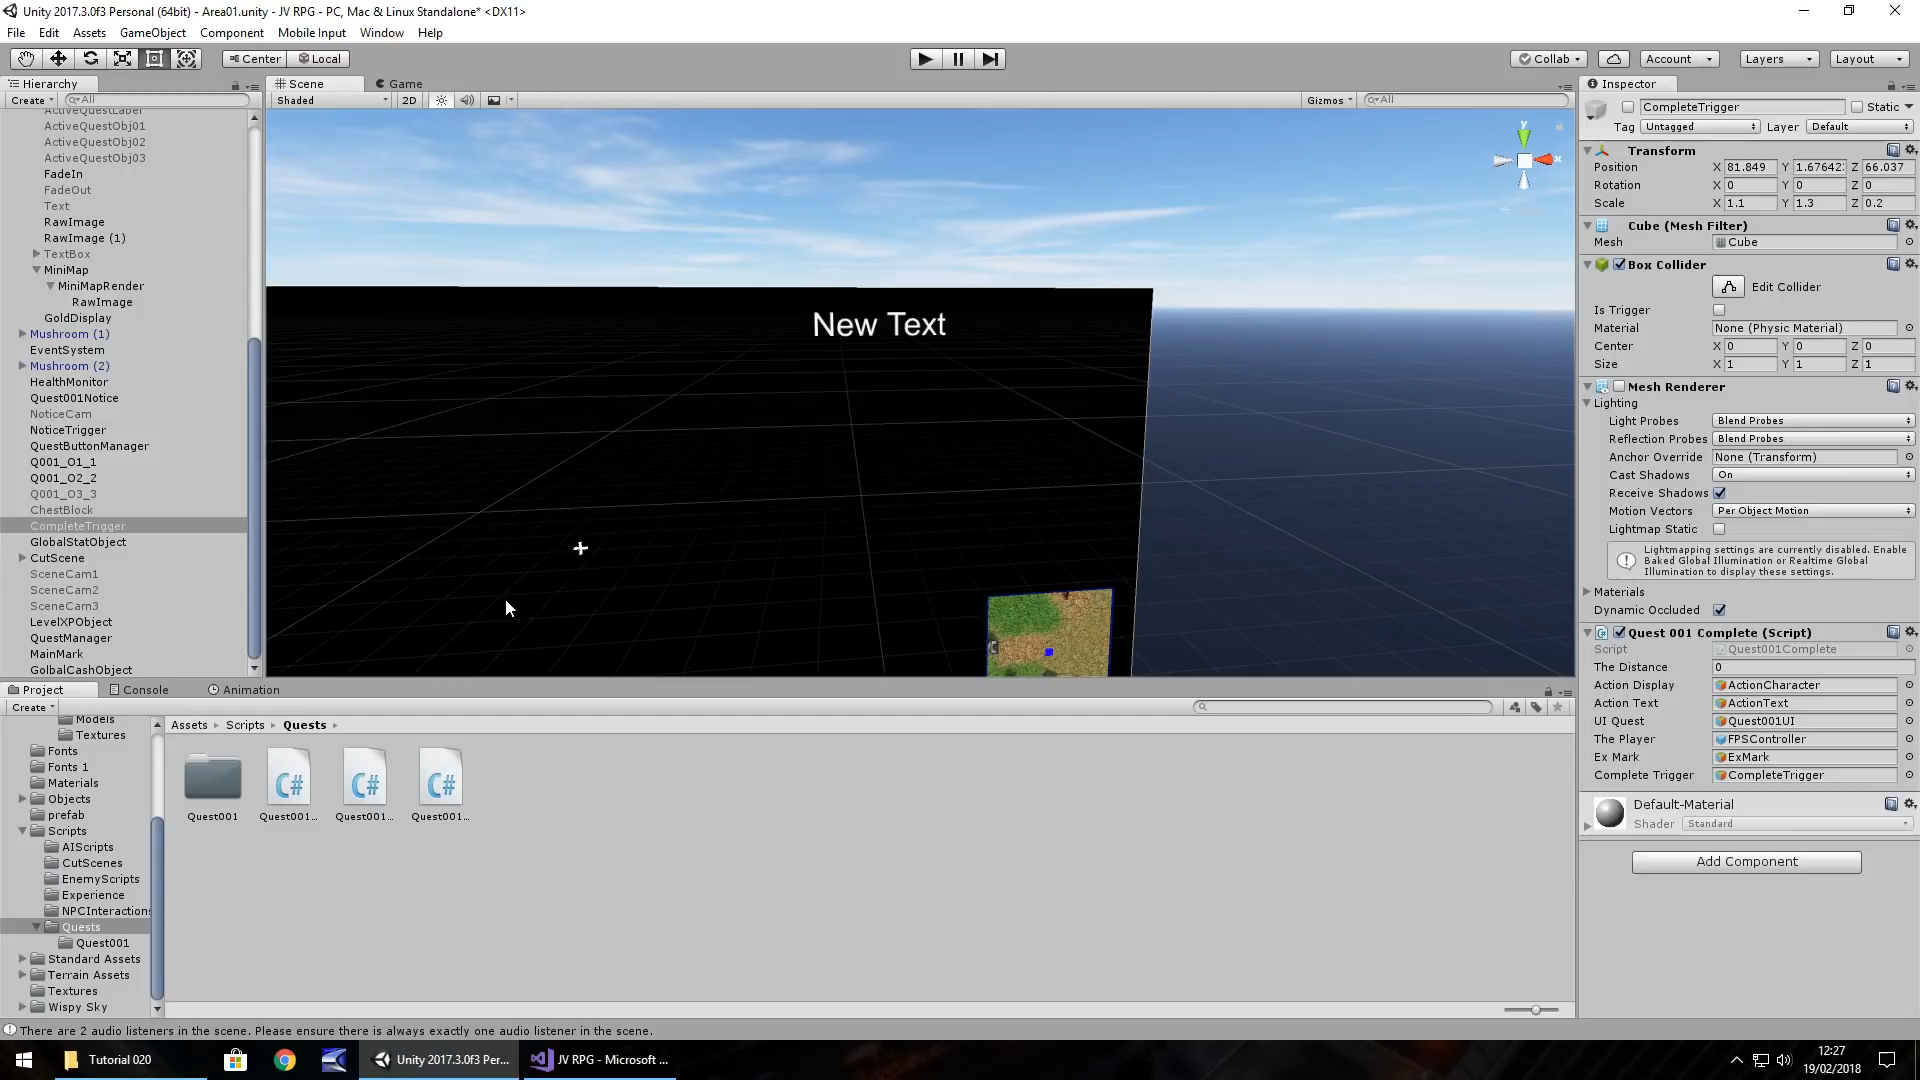 Unity 2017.3.0f3 Personal (64bit) - Area01.unity - JV RPG - PC, Mac & Linux Standalone* <DX11>
File Edit Assets GameObject Component Mobile Input Window Help
Center Local Collab Account Layers Layout
Hierarchy
Create All
ActiveQuestLabel
ActiveQuestObj01
ActiveQuestObj02
ActiveQuestObj03
FadeIn
FadeOut
Text
RawImage
RawImage (1)
TextBox
MiniMap
MiniMapRender
RawImage
GoldDisplay
Mushroom (1)
EventSystem
Mushroom (2)
HealthMonitor
Quest001Notice
NoticeCam
NoticeTrigger
QuestButtonManager
Q001_O1_1
Q001_O2_2
Q001_O3_3
ChestBlock
CompleteTrigger
GlobalStatObject
CutScene
SceneCam1
SceneCam2
SceneCam3
LevelXPObject
QuestManager
MainMark
GolbalCashObject
Scene Game
Shaded 2D Gizmos All
y
x
New Text
Inspector
CompleteTrigger Static
Tag Untagged Layer Default
Transform
Position X 81.849 Y 1.67642 Z 66.037
Rotation X 0 Y 0 Z 0
Scale X 1.1 Y 1.3 Z 0.2
Cube (Mesh Filter)
Mesh Cube
Box Collider
Edit Collider
Is Trigger
Material None (Physic Material)
Center X 0 Y 0 Z 0
Size X 1 Y 1 Z 1
Mesh Renderer
Lighting
Light Probes Blend Probes
Reflection Probes Blend Probes
Anchor Override None (Transform)
Cast Shadows On
Receive Shadows
Motion Vectors Per Object Motion
Lightmap Static
Lightmapping settings are currently disabled. Enable
Baked Global Illumination or Realtime Global
Illumination to display these settings.
Materials
Dynamic Occluded
Quest 001 Complete (Script)
Script Quest001Complete
The Distance 0
Action Display ActionCharacter
Action Text ActionText
UI Quest Quest001UI
The Player FPSController
Ex Mark ExMark
Complete Trigger CompleteTrigger
Default-Material
Shader Standard
Add Component
Project Console Animation
Create
Models
Textures
Fonts
Fonts 1
Materials
Objects
prefab
Scripts
AIScripts
CutScenes
EnemyScripts
Experience
NPCInteractions
Quests
Quest001
Standard Assets
Terrain Assets
Textures
Wispy Sky
Assets Scripts Quests
C# C# C#
Quest001 Quest001... Quest001... Quest001...
There are 2 audio listeners in the scene. Please ensure there is always exactly one audio listener in the scene.
Tutorial 020 Unity 2017.3.0f3 Per... JV RPG - Microsoft ...
12:27
19/02/2018